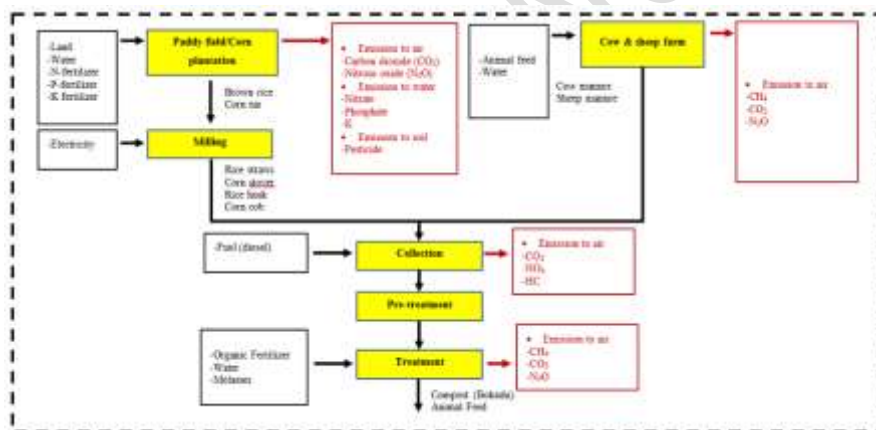 -Land
-Water
-N-fertilizer
-P-fertilizer
-K fertilizer
Paddy field/Corn
plantation
• Emission to air
-Carbon dioxide (CO₂)
-Nitrous oxide (N₂O)
• Emission to water
-Nitrate
-Phosphate
-K
• Emission to soil
-Pesticide
-Animal feed
-Water
Cow & sheep farm
Cow manure
Sheep manure
• Emission to air
-CH₄
-CO₂
-N₂O
Brown rice
Corn
-Electricity
Milling
Rice straws
Corn
Rice husk
Corn cob
-Fuel (diesel)
Collection
• Emission to air
-CO₂
-NOₓ
-HC
Pre-treatment
-Organic Fertilizer
-Water
-Molasses
Treatment
• Emission to air
-CH₄
-CO₂
-N₂O
Compost (Bokashi)
Animal Feed